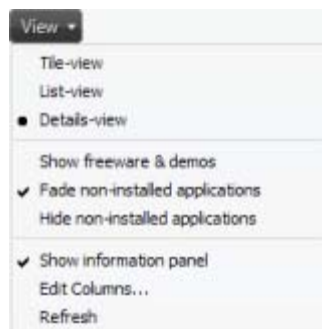 View
Tile-view
List-view
Details-view
Show freeware & demos
Fade non-installed applications
Hide non-installed applications
Show information panel
Edit Columns...
Refresh